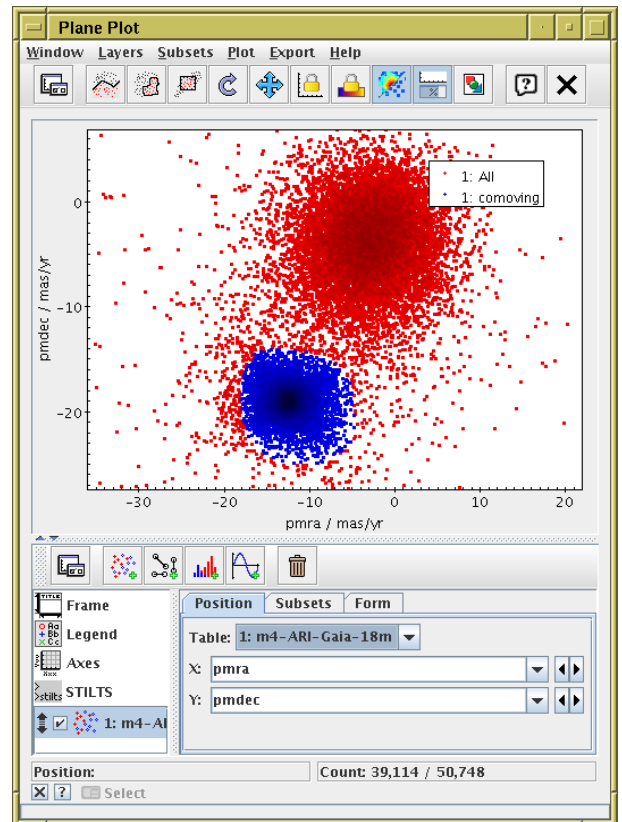 Plane Plot
Window Layers Subsets Plot Export Help
1: All
1: comoving
0
-10
-20
pmdec / mas/yr
-30 -20 -10 0 10 20
pmra / mas/yr
Frame
Legend
Axes
STILTS
1: m4-AI
Position Subsets Form
Table: 1: m4-ARI-Gaia-18m
X: pmra
Y: pmdec
Position: Count: 39,114 / 50,748
Select